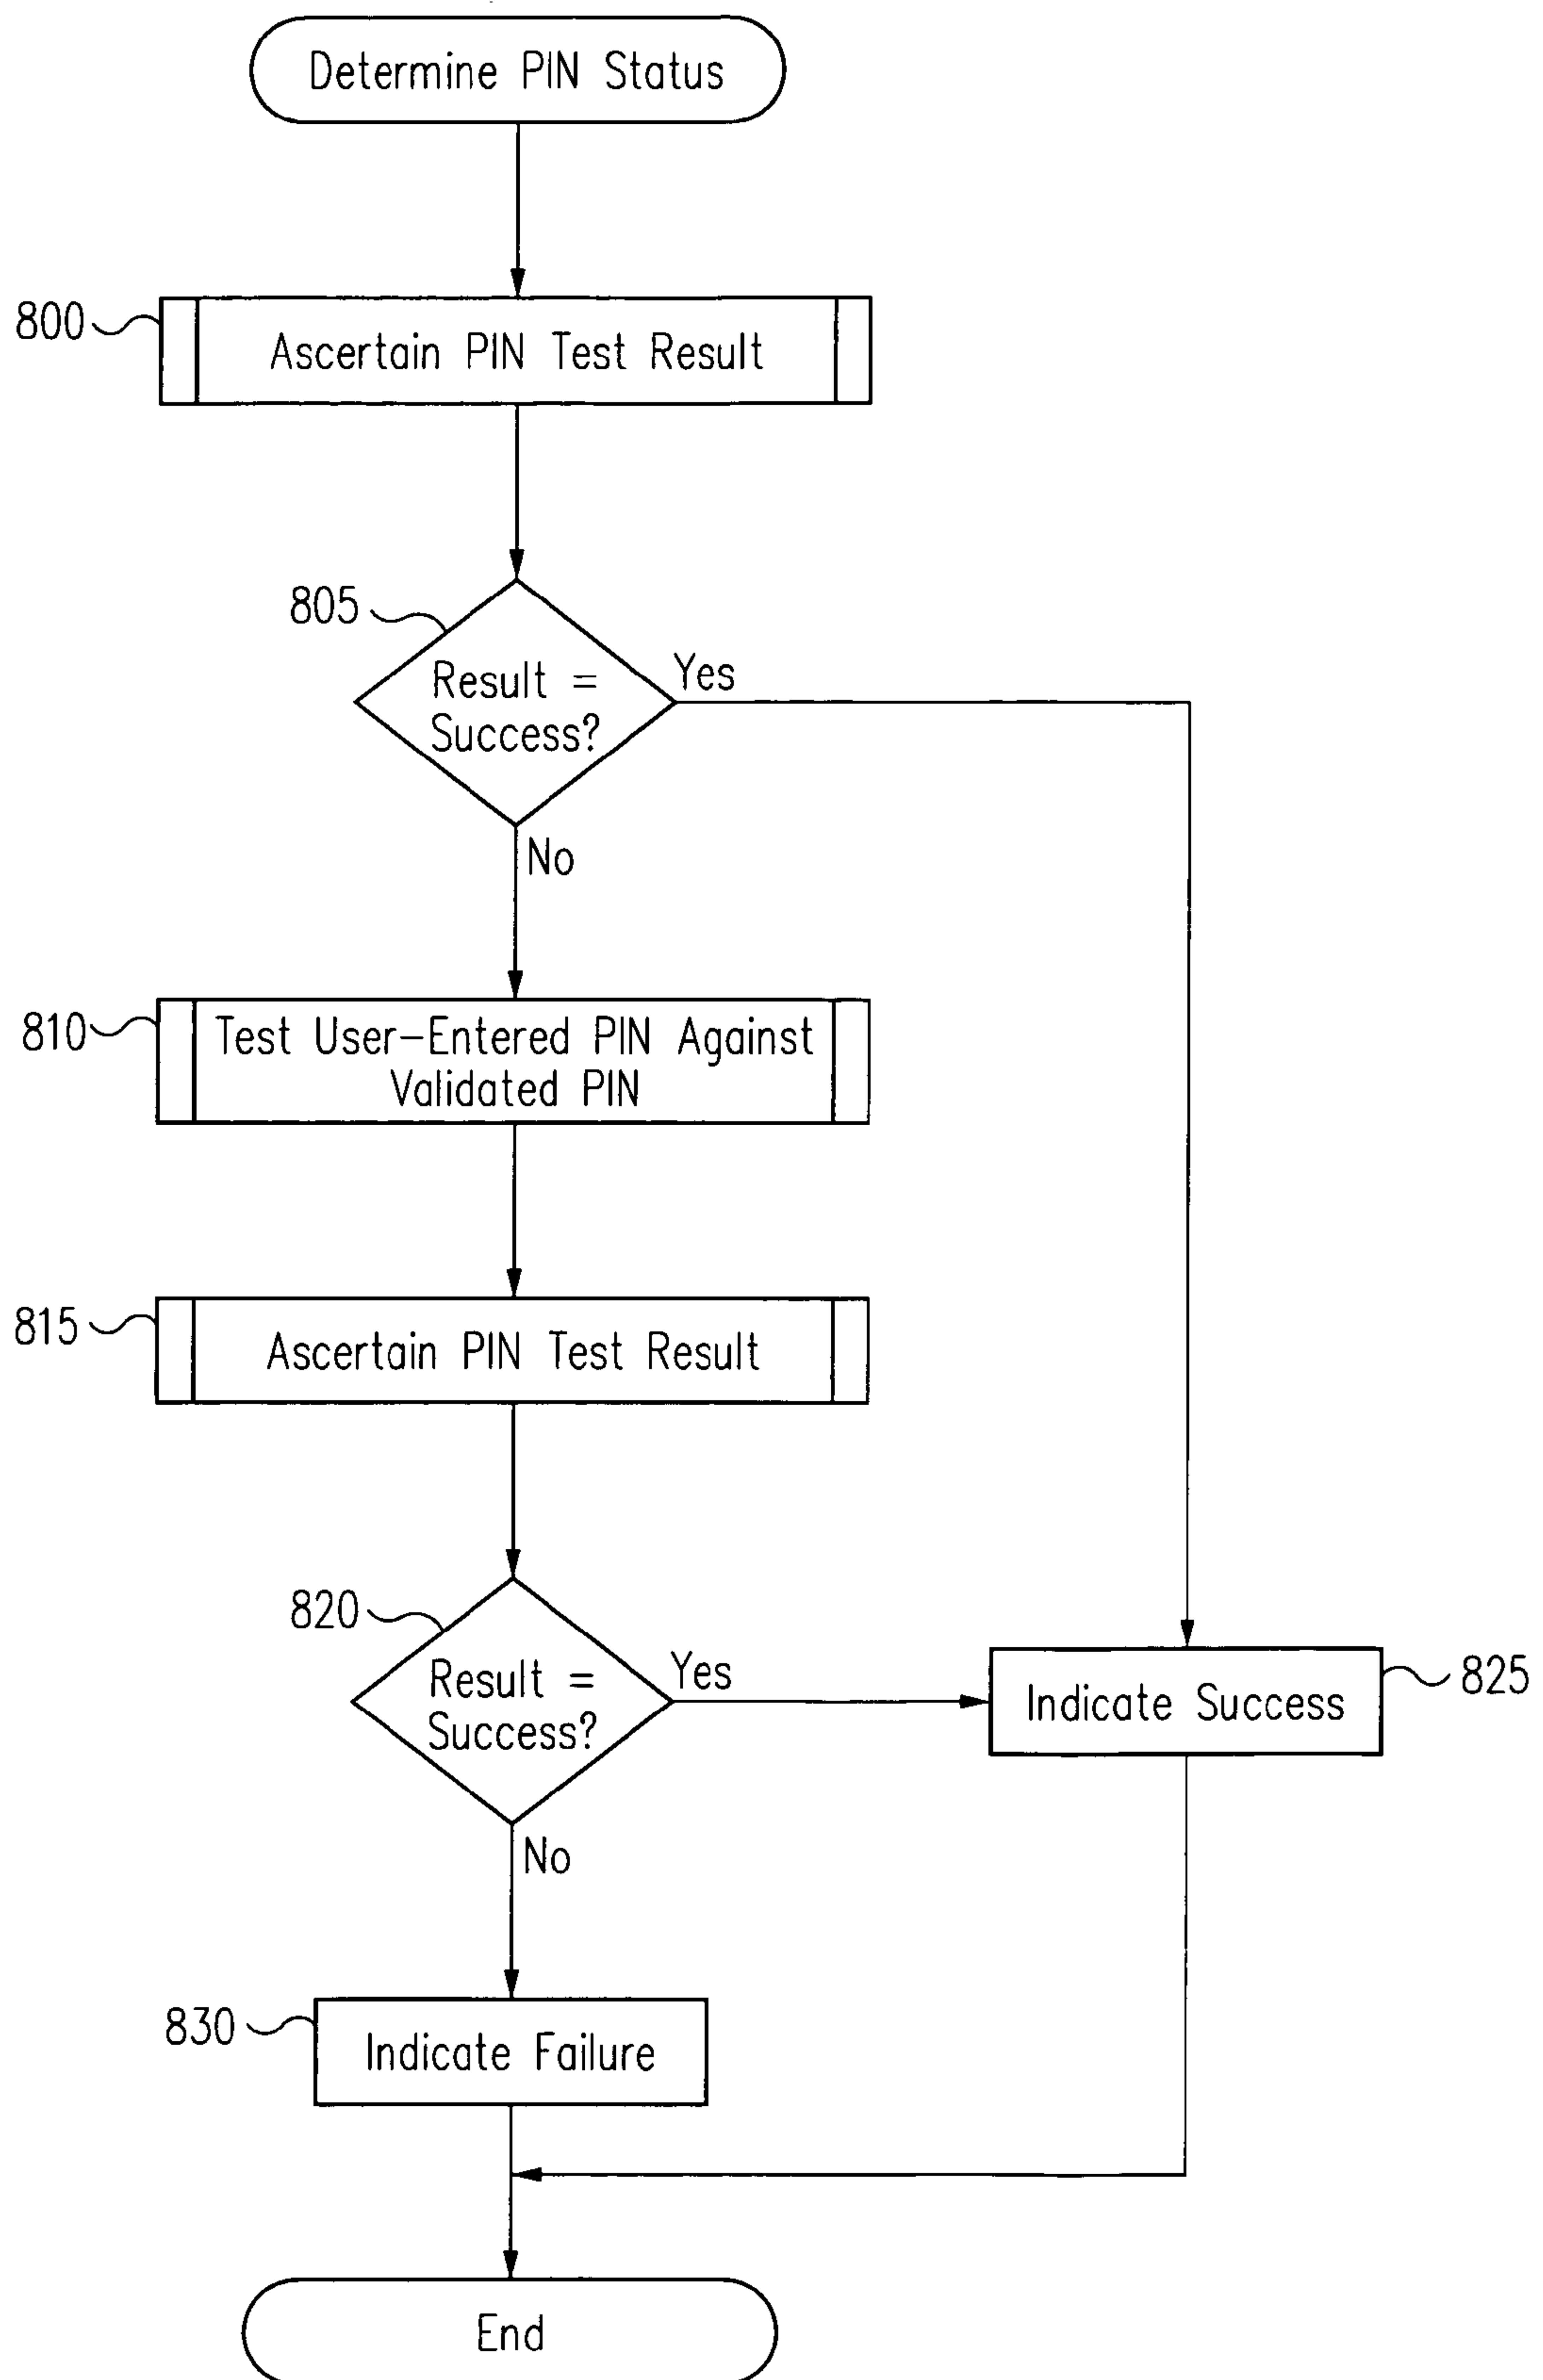 Determine PIN Status
800
Ascertain PIN Test Result
805
Result =
Success?
Yes
No
810
Test User-Entered PIN Against
Validated PIN
815
Ascertain PIN Test Result
820
Result =
Success?
Yes
Indicate Success
825
No
830
Indicate Failure
End